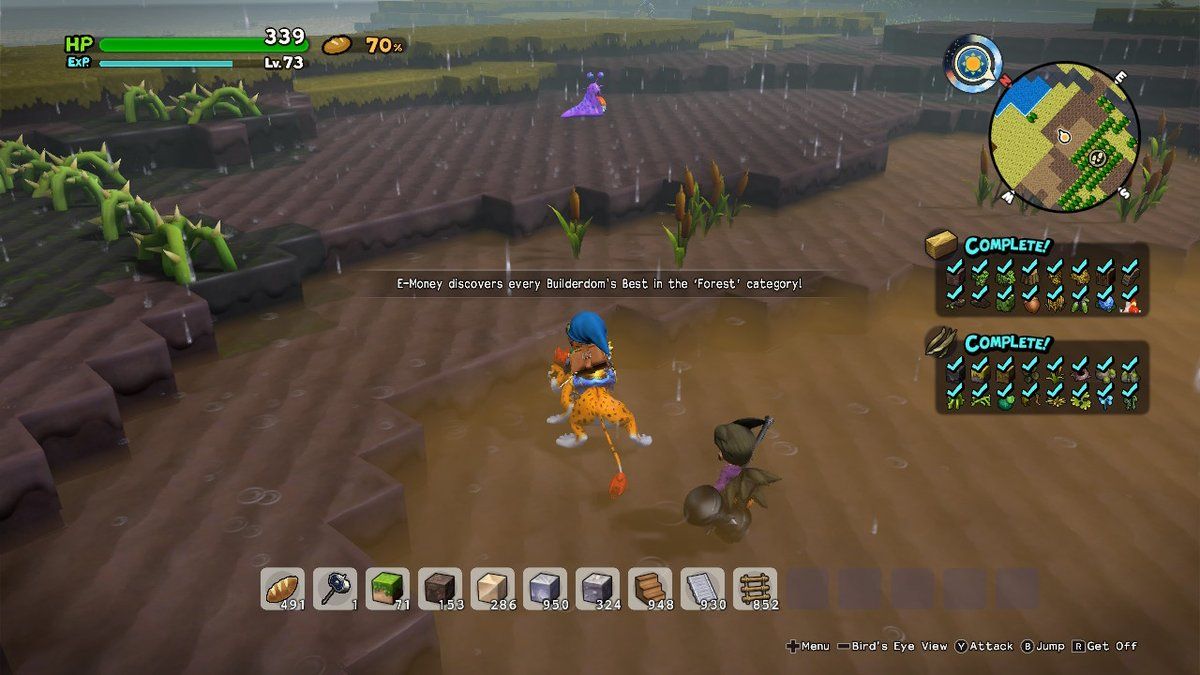 HP 339 70%
EXP. Lv.73
N E
W S
COMPLETE!
E-Money discovers every Builderdom's Best in the 'Forest' category!
COMPLETE!
491 1 71 153 286 950 324 948 930 852
Menu Bird's Eye View Y Attack B Jump R Get Off